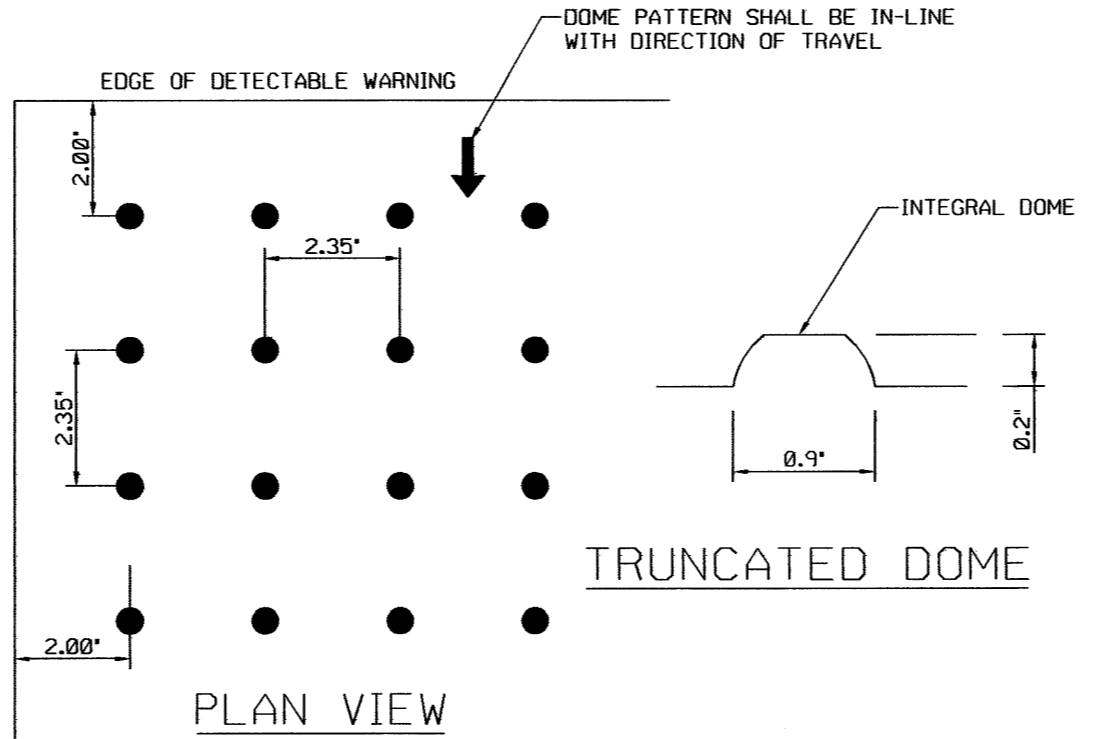 DOME PATTERN SHALL BE IN-LINE
WITH DIRECTION OF TRAVEL
EDGE OF DETECTABLE WARNING
2.00"
INTEGRAL DOME
2.35"
2.35"
0.2"
0.9"
TRUNCATED DOME
2.00"
PLAN VIEW